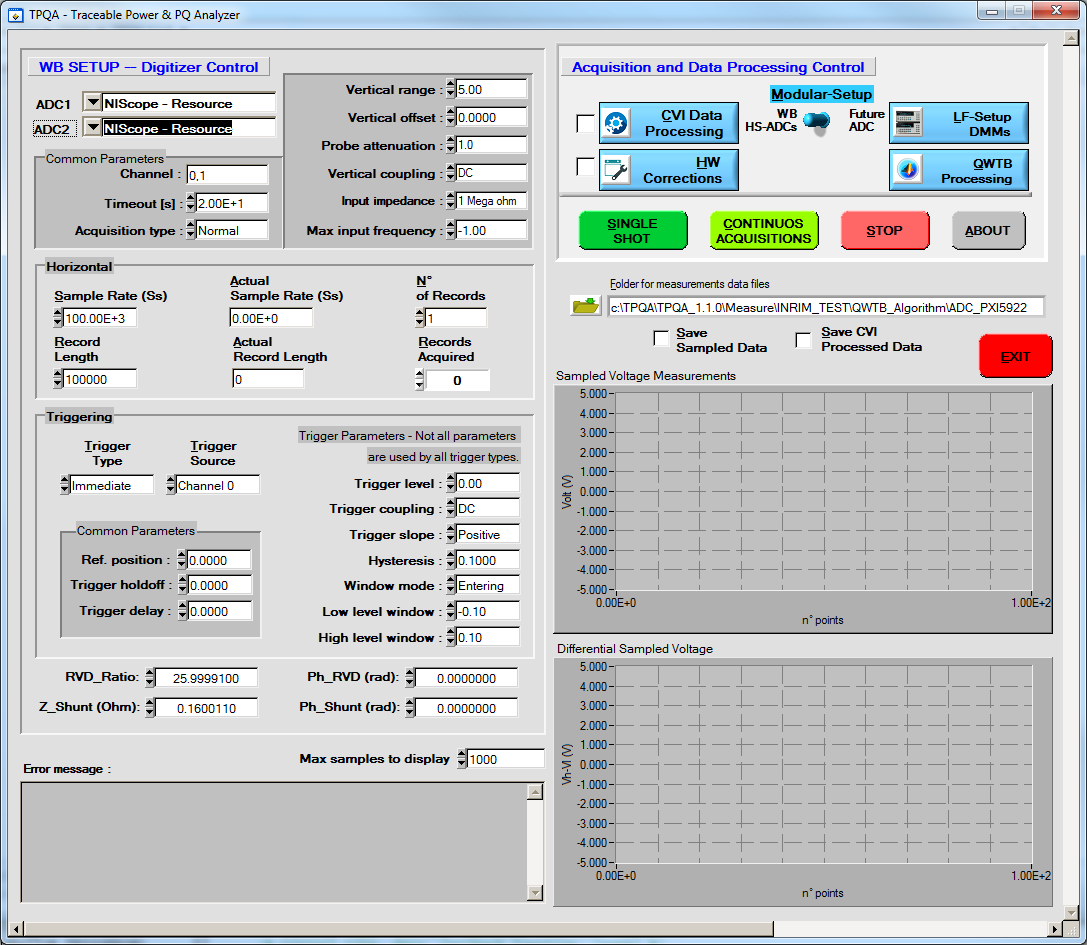 TPQA - Traceable Power & PQ Analyzer
WB SETUP -- Digitizer Control
ADC1 NIScope - Resource
ADC2 NIScope - Resource
Common Parameters
Channel : 0,1
Timeout [s] : 2.00E+1
Acquisition type : Normal
Vertical range : 5.00
Vertical offset : 0.0000
Probe attenuation : 1.0
Vertical coupling : DC
Input impedance : 1 Mega ohm
Max input frequency : -1.00
Horizontal
Sample Rate (Ss)
100.00E+3
Actual
Sample Rate (Ss)
0.00E+0
N°
of Records
1
Record
Length
100000
Actual
Record Length
0
Records
Acquired
0
Triggering
Trigger
Type
Immediate
Trigger
Source
Channel 0
Common Parameters
Ref. position : 0.0000
Trigger holdoff : 0.0000
Trigger delay : 0.0000
Trigger Parameters - Not all parameters
are used by all trigger types.
Trigger level : 0.00
Trigger coupling : DC
Trigger slope : Positive
Hysteresis : 0.1000
Window mode : Entering
Low level window : -0.10
High level window : 0.10
RVD_Ratio: 25.9999100
Ph_RVD (rad): 0.0000000
Z_Shunt (Ohm): 0.1600110
Ph_Shunt (rad): 0.0000000
Max samples to display 1000
Error message :
Acquisition and Data Processing Control
Modular-Setup
CVI Data
Processing
WB
HS-ADCs
Future
ADC
LF-Setup
DMMs
HW
Corrections
QWTB
Processing
SINGLE
SHOT
CONTINUOS
ACQUISITIONS
STOP
ABOUT
Folder for measurements data files
c:\TPQA\TPQA_1.1.0\Measure\INRIM_TEST\QWTB_Algorithm\ADC_PXI5922
Save
Sampled Data
Save CVI
Processed Data
EXIT
Sampled Voltage Measurements
5.000
4.000
3.000
2.000
1.000
0.000
-1.000
-2.000
-3.000
-4.000
-5.000
Volt (V)
0.00E+0 1.00E+2
n° points
Differential Sampled Voltage
5.000
4.000
3.000
2.000
1.000
0.000
-1.000
-2.000
-3.000
-4.000
-5.000
Vh-Vl (V)
0.00E+0 1.00E+2
n° points